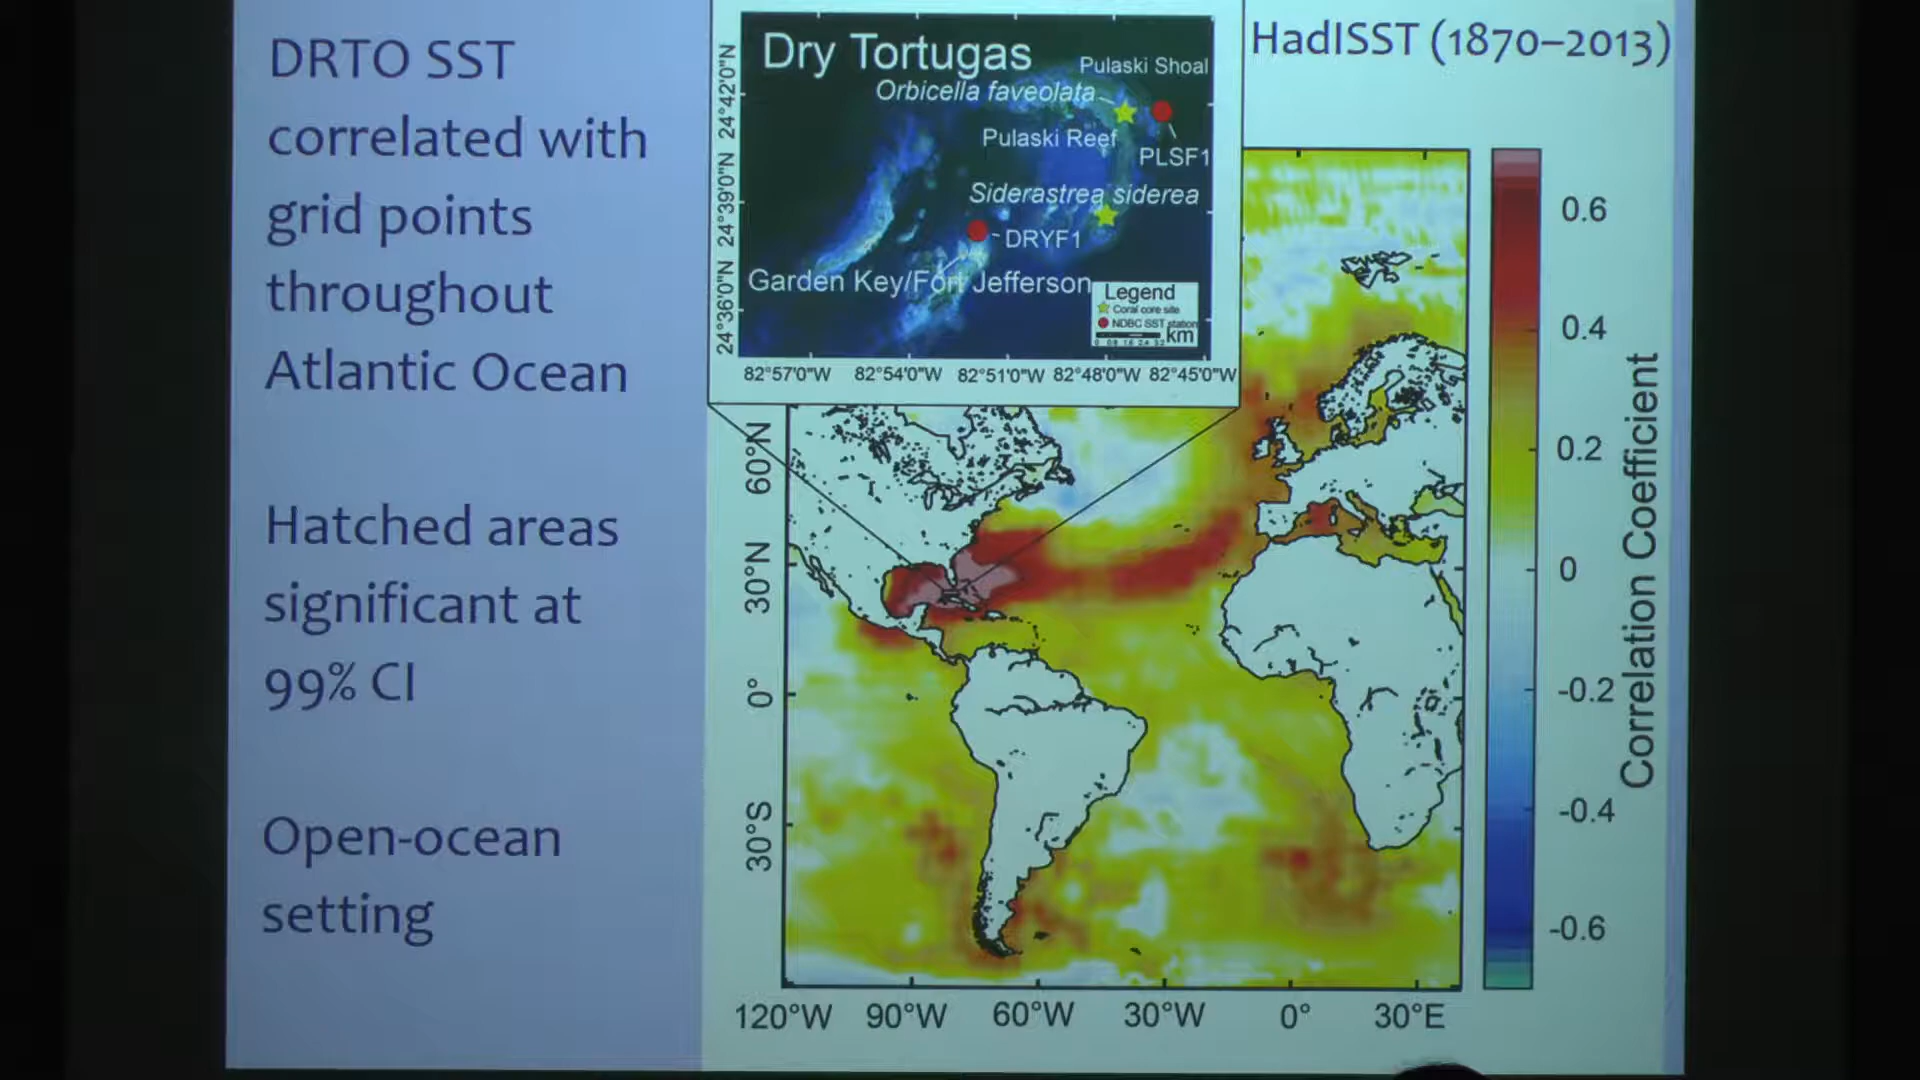 DRTO SST
correlated with
grid points
throughout
Atlantic Ocean
Hatched areas
significant at
99% CI
Open-ocean
setting
HadISST (1870–2013)
Dry Tortugas
Pulaski Shoal
Orbicella faveolata
Pulaski Reef
PLSF1
Siderastrea siderea
DRYF1
Garden Key/Fort Jefferson
Legend
Coral core site
NDBC SST station
km
24°42'0"N
24°39'0"N
24°36'0"N
82°57'0"W 82°54'0"W 82°51'0"W 82°48'0"W 82°45'0"W
60°N
30°N
0°
30°S
120°W 90°W 60°W 30°W 0° 30°E
0.6
0.4
0.2
0
-0.2
-0.4
-0.6
Correlation Coefficient